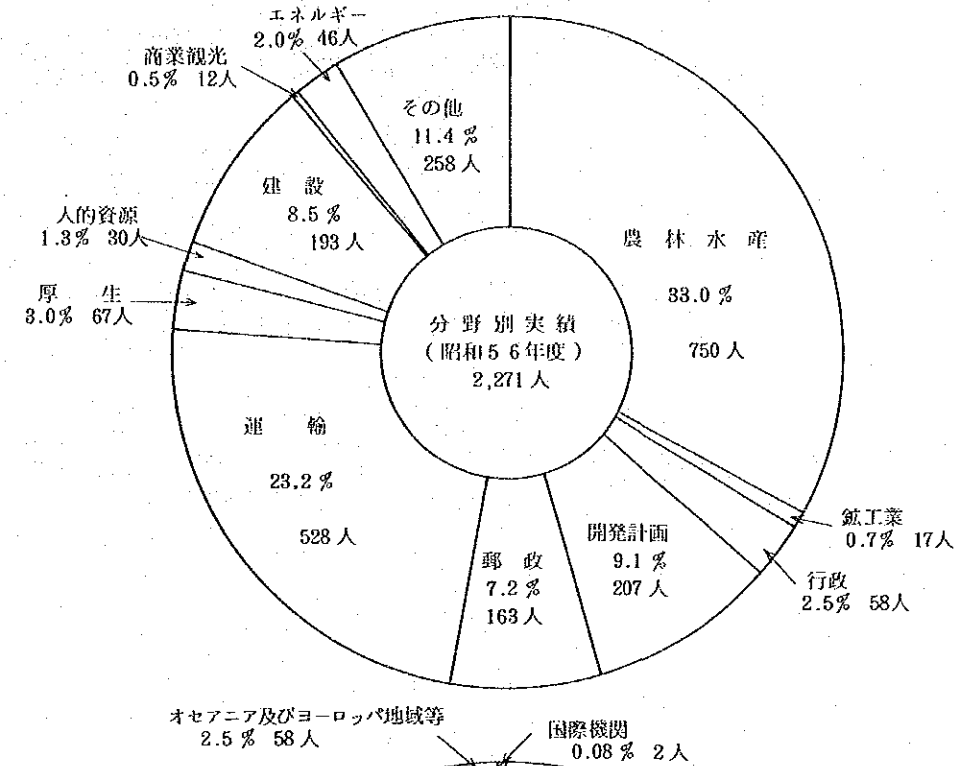 エネルギー
2.0% 46人
商業観光
0.5% 12人
その他
11.4%
258人
建設
8.5%
193人
人的資源
1.3% 30人
厚生
3.0% 67人
農林水産
33.0%
750人
分野別実績
(昭和56年度)
2,271人
運輸
23.2%
528人
鉱工業
0.7% 17人
行政
2.5% 58人
開発計画
9.1%
207人
郵政
7.2%
163人
オセアニア及びヨーロッパ地域等
2.5% 58人
国際機関
0.08% 2人